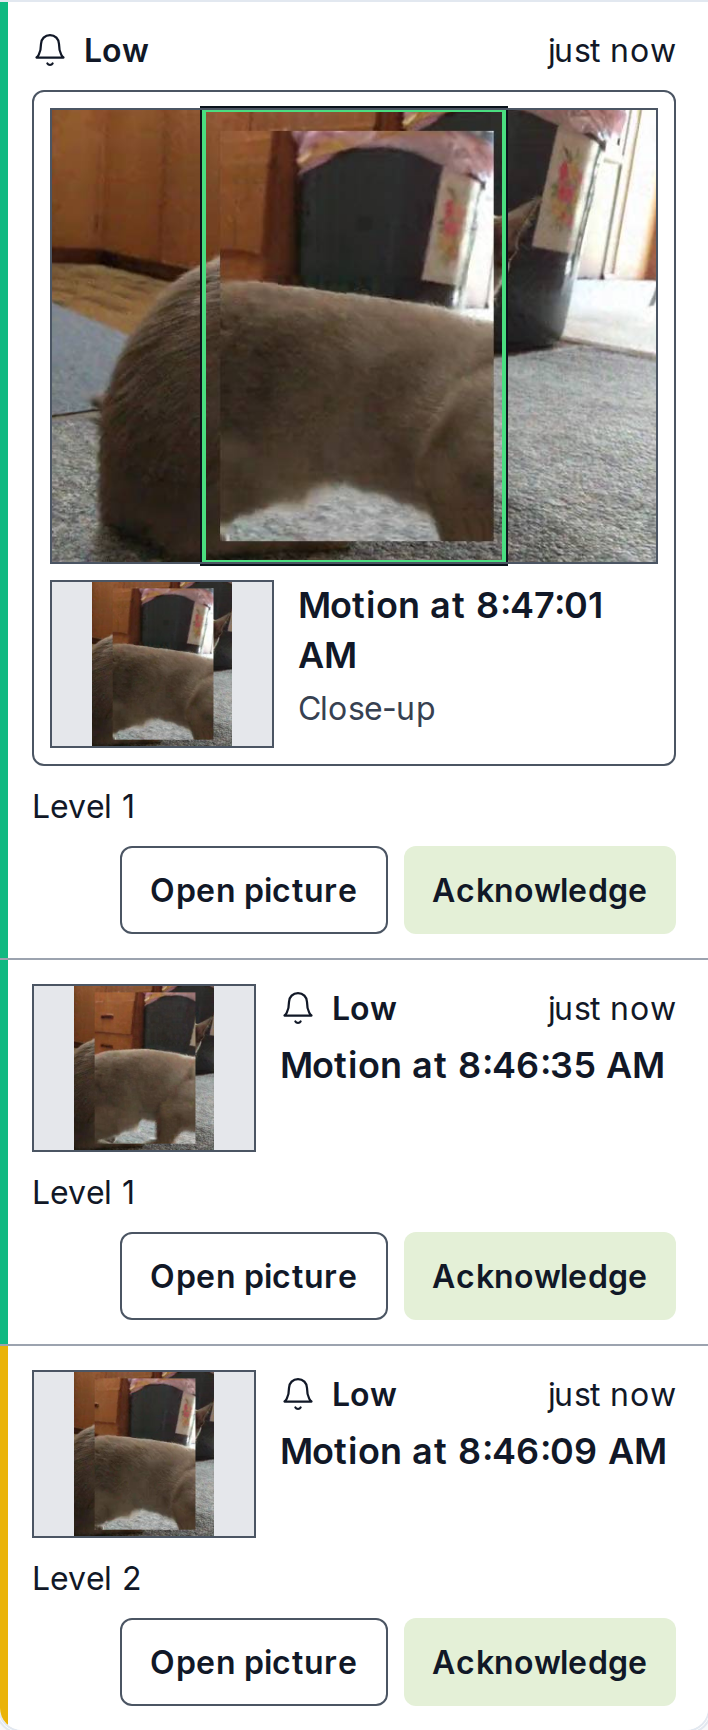 Low just now
Motion at 8:47:01
AM
Close-up
Level 1
Open picture Acknowledge
Low just now
Motion at 8:46:35 AM
Level 1
Open picture Acknowledge
Low just now
Motion at 8:46:09 AM
Level 2
Open picture Acknowledge